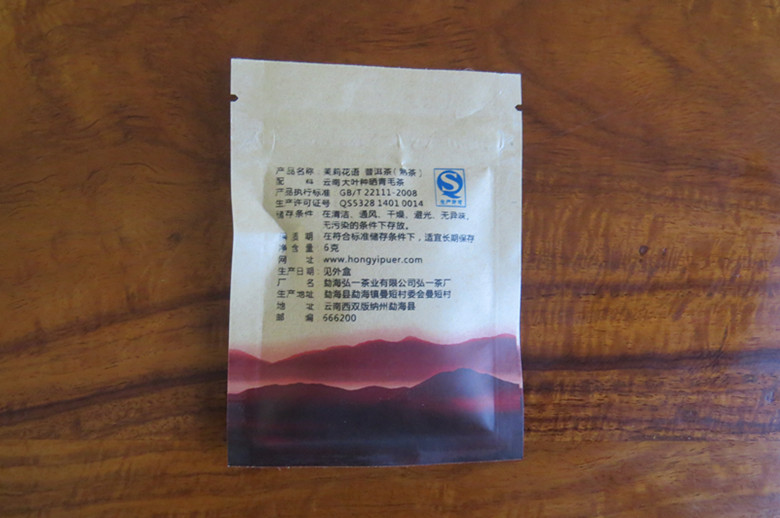 产品名称：茉莉花语 普洱茶(熟茶)
配 料 云南大叶种晒青毛茶
产品执行标准 GB/T 22111-2008
生产许可证号 QS5328 1401 0014
储存条件 在清洁、通风、干燥、避光、无异味、
无污染的条件下存放。
保 质 期 在符合标准储存条件下，适宜长期保存
净 含 量 6克
网 址 www.hongyipuer.com
生产日期：见外盒
厂 名 勐海弘一茶业有限公司弘一茶厂
生产地址 勐海县勐海镇曼短村委会曼短村
地 址 云南西双版纳州勐海县
邮 编 666200
QS
生产许可